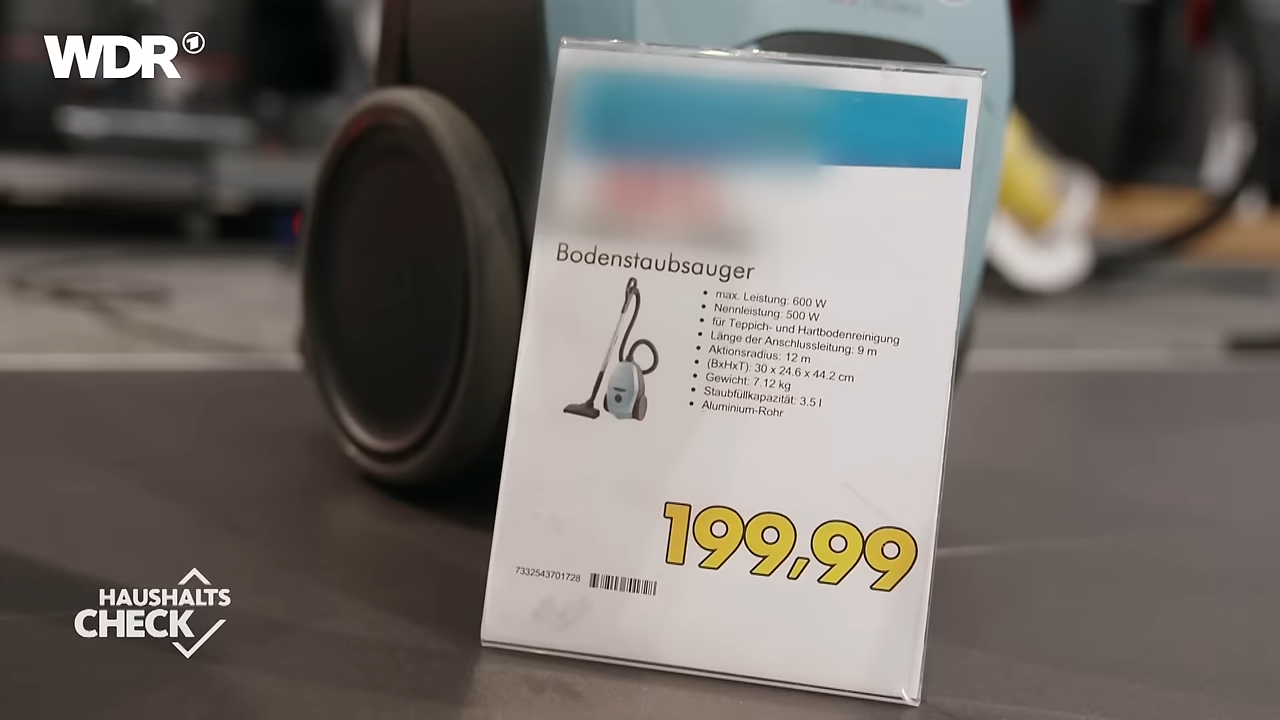 WDR
Bodenstaubsauger
• max. Leistung: 600 W
• Nennleistung: 500 W
• für Teppich- und Hartbodenreinigung
• Länge der Anschlussleitung: 9 m
• Aktionsradius: 12 m
• (BxHxT): 30 x 24.6 x 44.2 cm
• Gewicht: 7.12 kg
• Staubfüllkapazität: 3.5 l
• Aluminium-Rohr
199,99
7332543701728
HAUSHALTS
CHECK